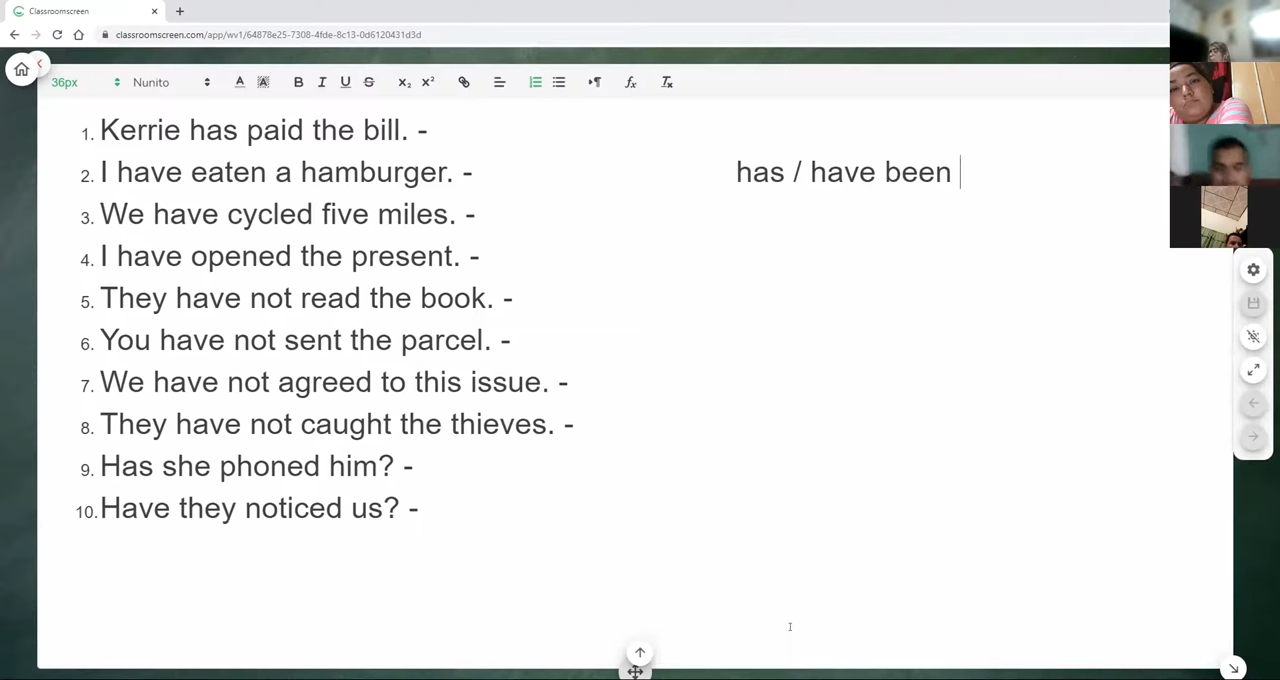 Classroomscreen
classroomscreen.com/app/wv1/64878e25-7308-4fde-8c13-0d6120431d3d
36px Nunito
1. Kerrie has paid the bill. -
2. I have eaten a hamburger. - has / have been
3. We have cycled five miles. -
4. I have opened the present. -
5. They have not read the book. -
6. You have not sent the parcel. -
7. We have not agreed to this issue. -
8. They have not caught the thieves. -
9. Has she phoned him? -
10. Have they noticed us? -